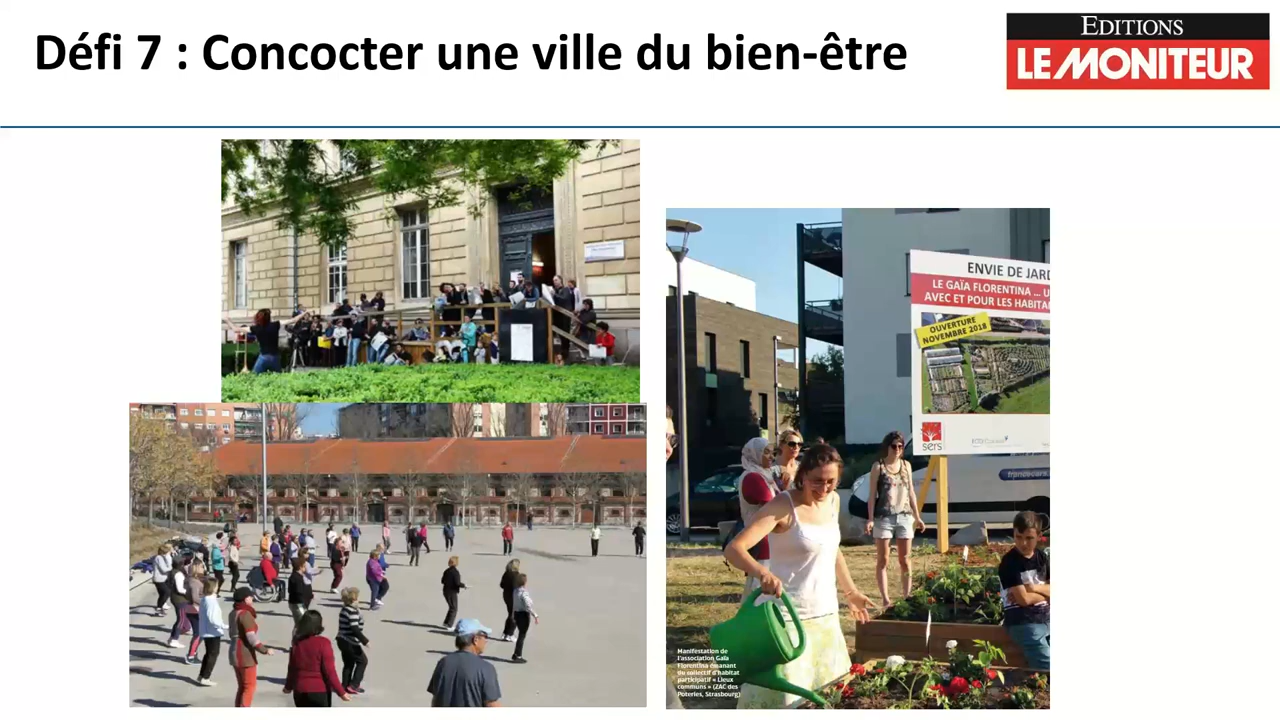 Défi 7 : Concocter une ville du bien-être
EDITIONS
LE MONITEUR
ENVIE DE JARD
LE GAÏA FLORENTINA ... U
AVEC ET POUR LES HABITA
OUVERTURE
NOVEMBRE 2018
sers
Manifestation de
l'association Gaïa
Florentina émanant
du collectif d'habitat
participatif « Lieux
communs » (ZAC des
Poteries, Strasbourg)